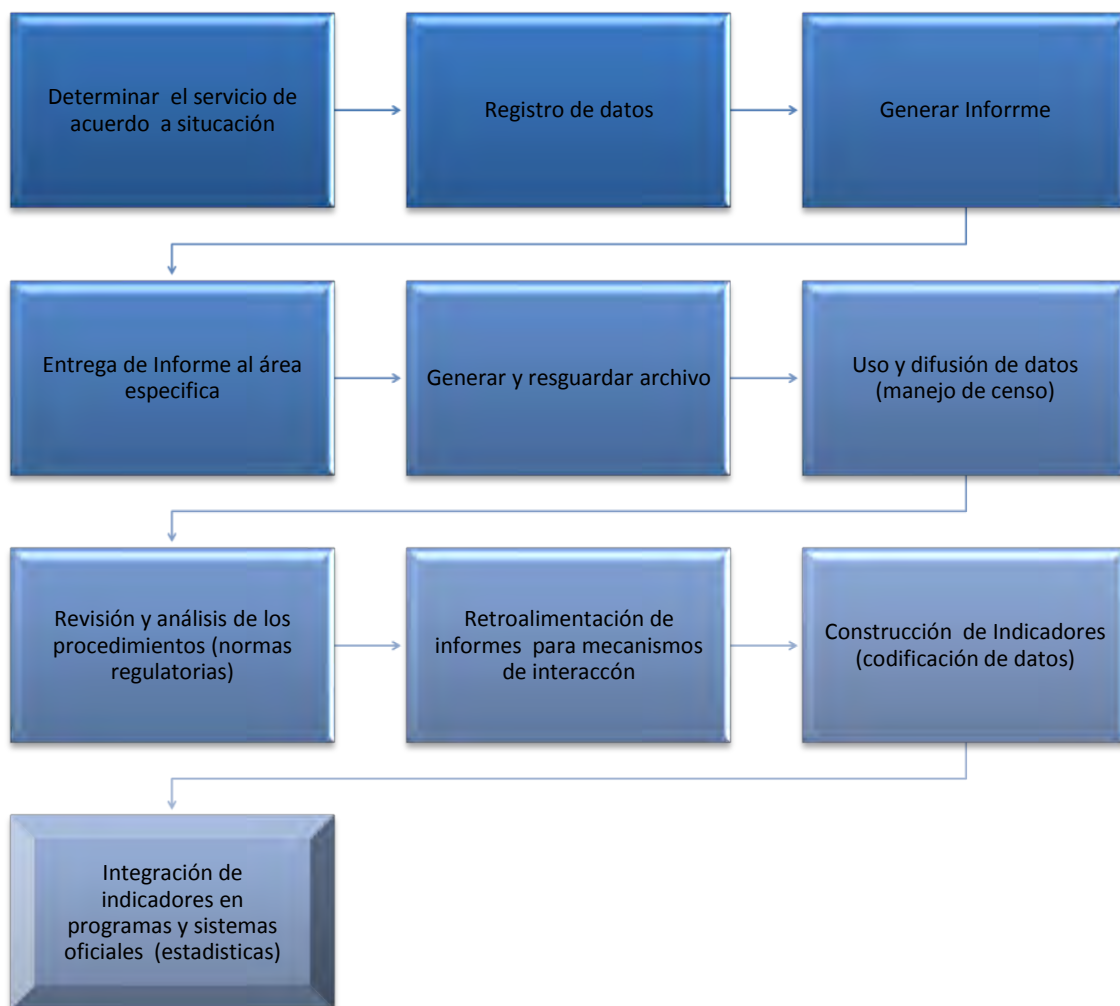 Determinar el servicio de
acuerdo a situcación
Registro de datos
Generar Inforrme
Entrega de Informe al área
especifica
Generar y resguardar archivo
Uso y difusión de datos
(manejo de censo)
Revisión y análisis de los
procedimientos (normas
regulatorias)
Retroalimentación de
informes para mecanismos
de interaccón
Construcción de Indicadores
(codificación de datos)
Integración de
indicadores en
programas y sistemas
oficiales (estadisticas)